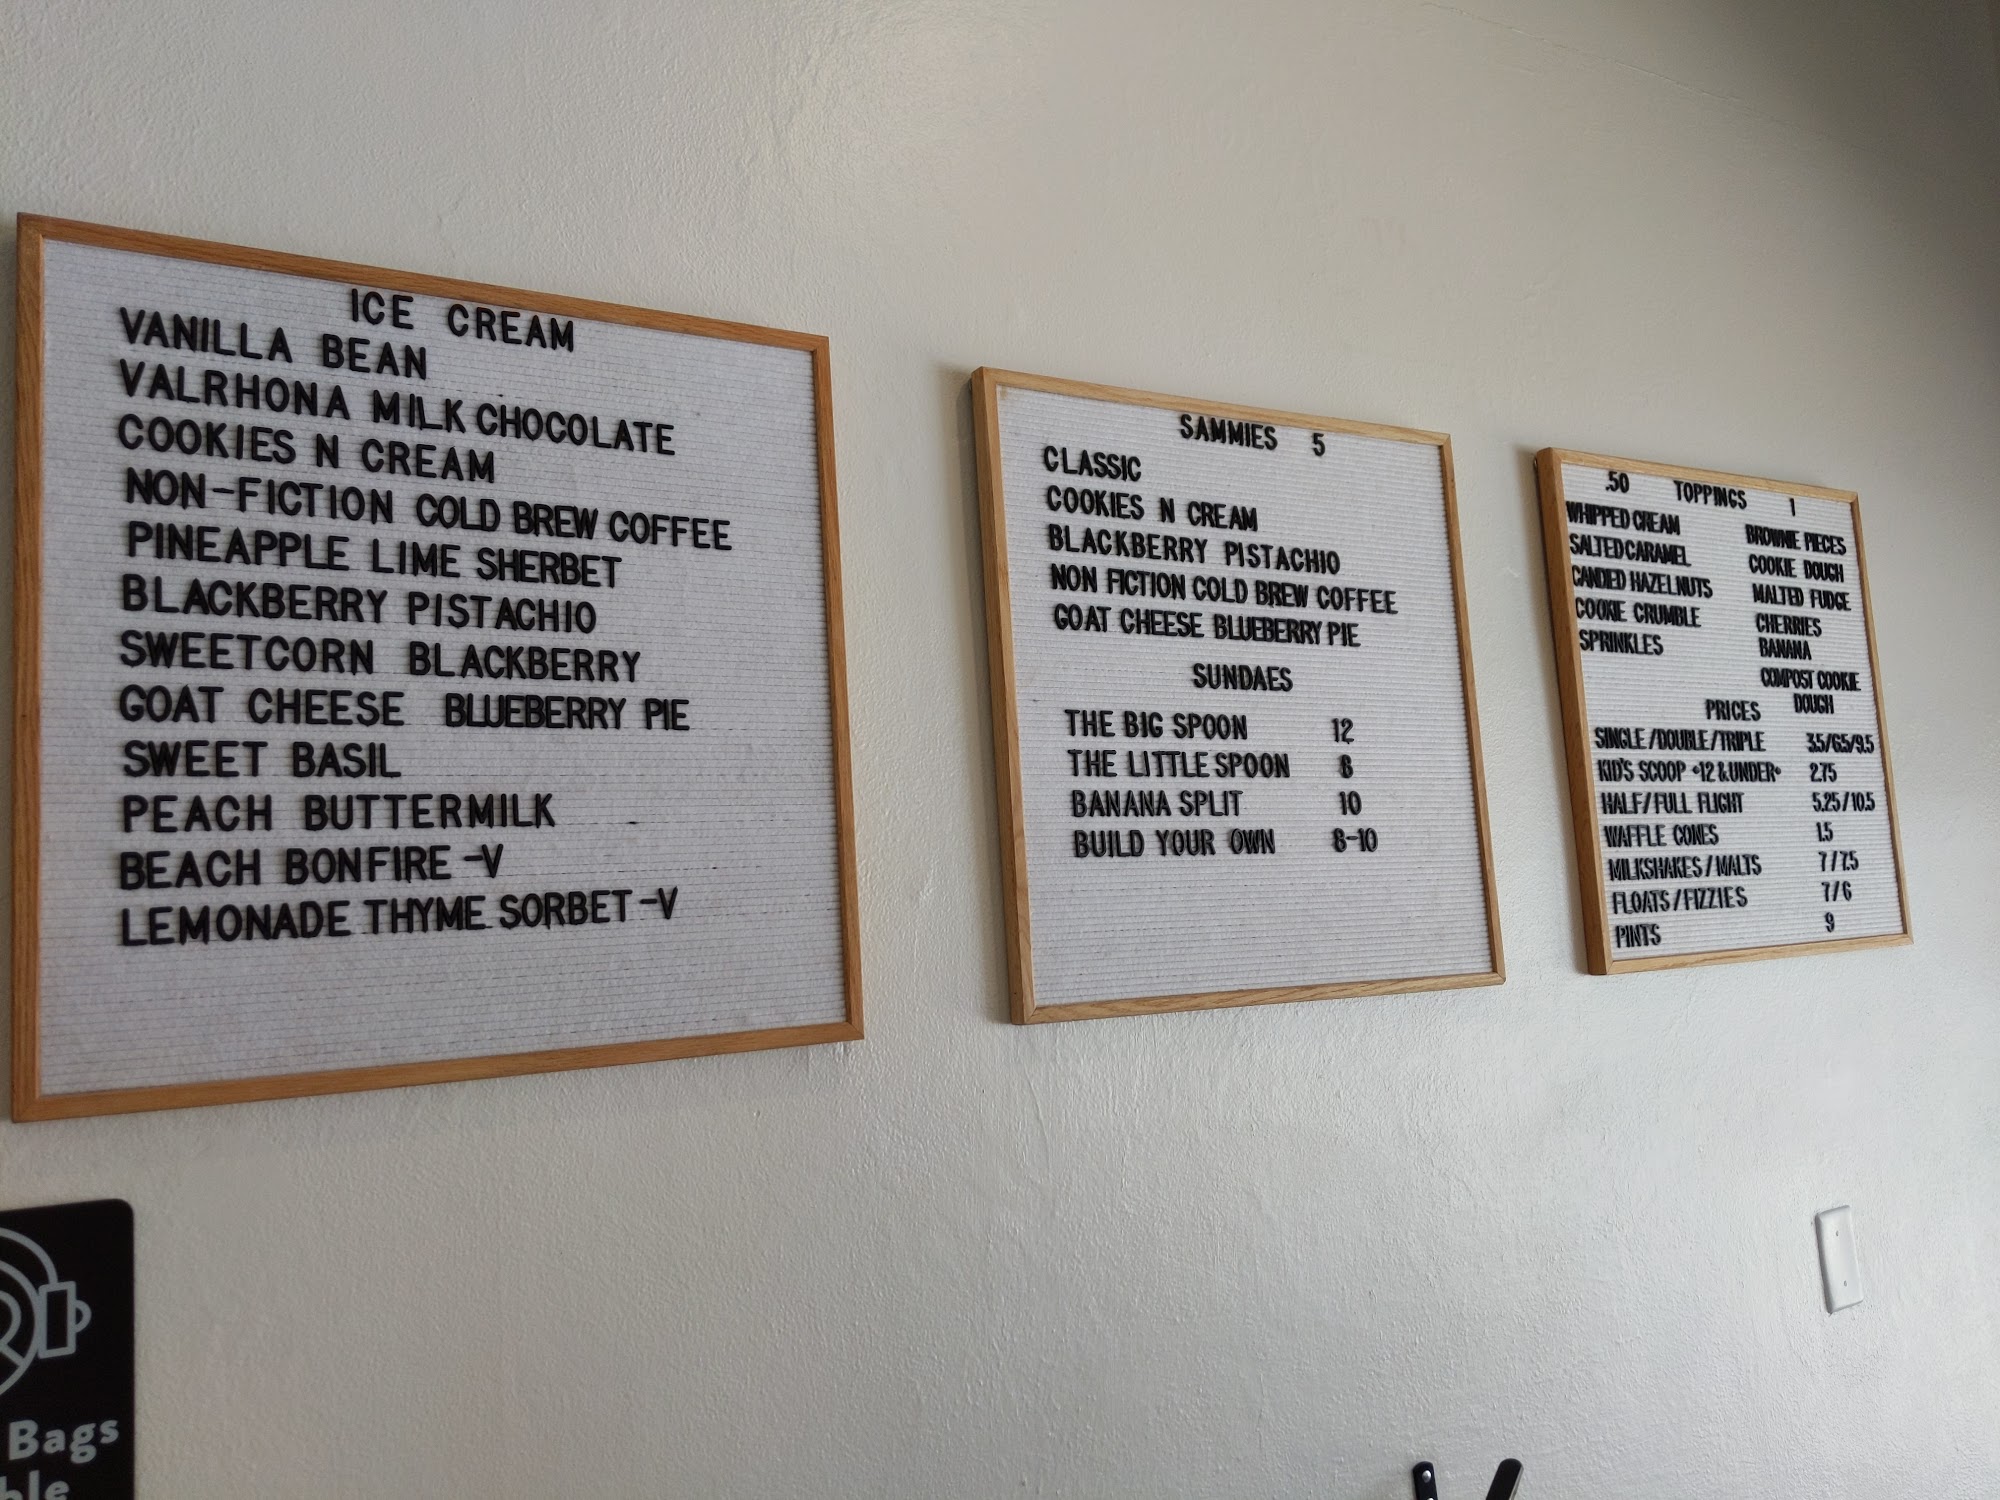 ICE CREAM
VANILLA BEAN
VALRHONA MILK CHOCOLATE
COOKIES N CREAM
NON-FICTION COLD BREW COFFEE
PINEAPPLE LIME SHERBET
BLACKBERRY PISTACHIO
SWEETCORN BLACKBERRY
GOAT CHEESE BLUEBERRY PIE
SWEET BASIL
PEACH BUTTERMILK
BEACH BONFIRE -V
LEMONADE THYME SORBET -V
SAMMIES 5
CLASSIC
COOKIES N CREAM
BLACKBERRY PISTACHIO
NON FICTION COLD BREW COFFEE
GOAT CHEESE BLUEBERRY PIE
SUNDAES
THE BIG SPOON 12
THE LITTLE SPOON 8
BANANA SPLIT 10
BUILD YOUR OWN 8-10
.50 TOPPINGS 1
WHIPPED CREAM BROWNIE PIECES
SALTED CARAMEL COOKIE DOUGH
CANDIED HAZELNUTS MALTED FUDGE
COOKIE CRUMBLE CHERRIES
SPRINKLES BANANA
COMPOST COOKIE
DOUGH
PRICES
SINGLE/DOUBLE/TRIPLE 3.5/6.5/9.5
KID'S SCOOP •12 & UNDER• 2.75
HALF/FULL FLIGHT 5.25/10.5
WAFFLE CONES 1.5
MILKSHAKES/MALTS 7/7.5
FLOATS/FIZZIES 7/6
PINTS 9
Bags